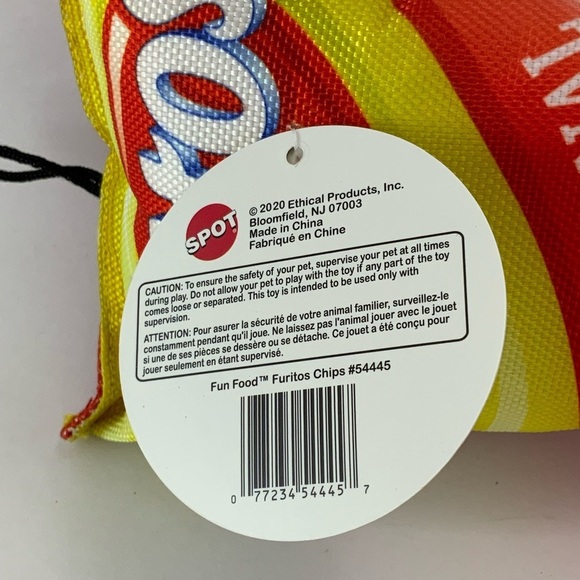 SPOT
© 2020 Ethical Products, Inc.
Bloomfield, NJ 07003
Made in China
Fabriqué en Chine
CAUTION: To ensure the safety of your pet, supervise your pet at all times
during play. Do not allow your pet to play with the toy if any part of the toy
comes loose or separated. This toy is intended to be used only with
supervision.
ATTENTION: Pour asurer la sécurité de votre animal familier, surveillez-le
constamment pendant qu'il joue. Ne laissez pas l'animal jouer avec le jouet
si une de ses pièces se dessère ou se détache. Ce jouet a été conçu pour
jouer seulement en étant supervisé.
Fun Food™ Furitos Chips #54445
0 77234 54445 7